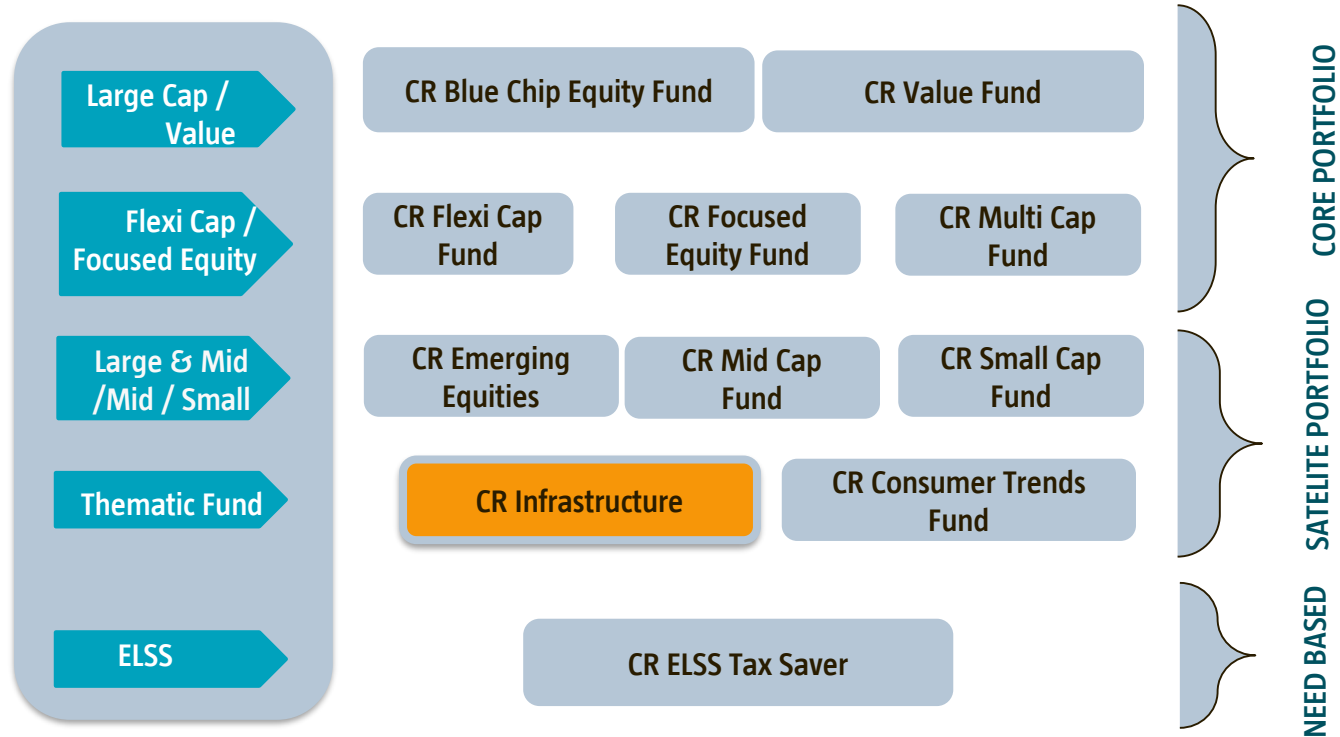 Large Cap /
Value
CR Blue Chip Equity Fund
CR Value Fund
CORE PORTFOLIO
Flexi Cap /
Focused Equity
CR Flexi Cap
Fund
CR Focused
Equity Fund
CR Multi Cap
Fund
Large & Mid
/Mid / Small
CR Emerging
Equities
CR Mid Cap
Fund
CR Small Cap
Fund
SATELITE PORTFOLIO
Thematic Fund
CR Infrastructure
CR Consumer Trends
Fund
ELSS
CR ELSS Tax Saver
NEED BASED